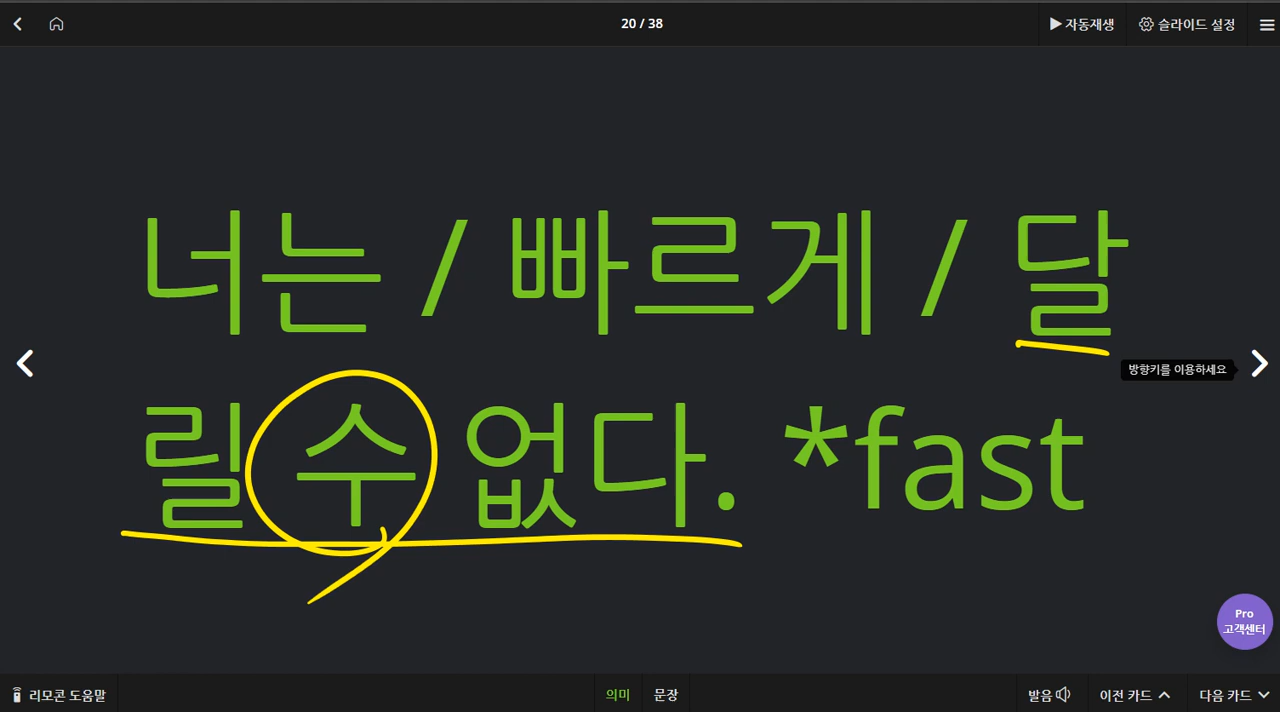 20 / 38
자동재생
슬라이드 설정
너는 / 빠르게 / 달
릴 수 없다. *fast
방향키를 이용하세요
Pro
고객센터
리모콘 도움말
의미
문장
발음
이전 카드
다음 카드